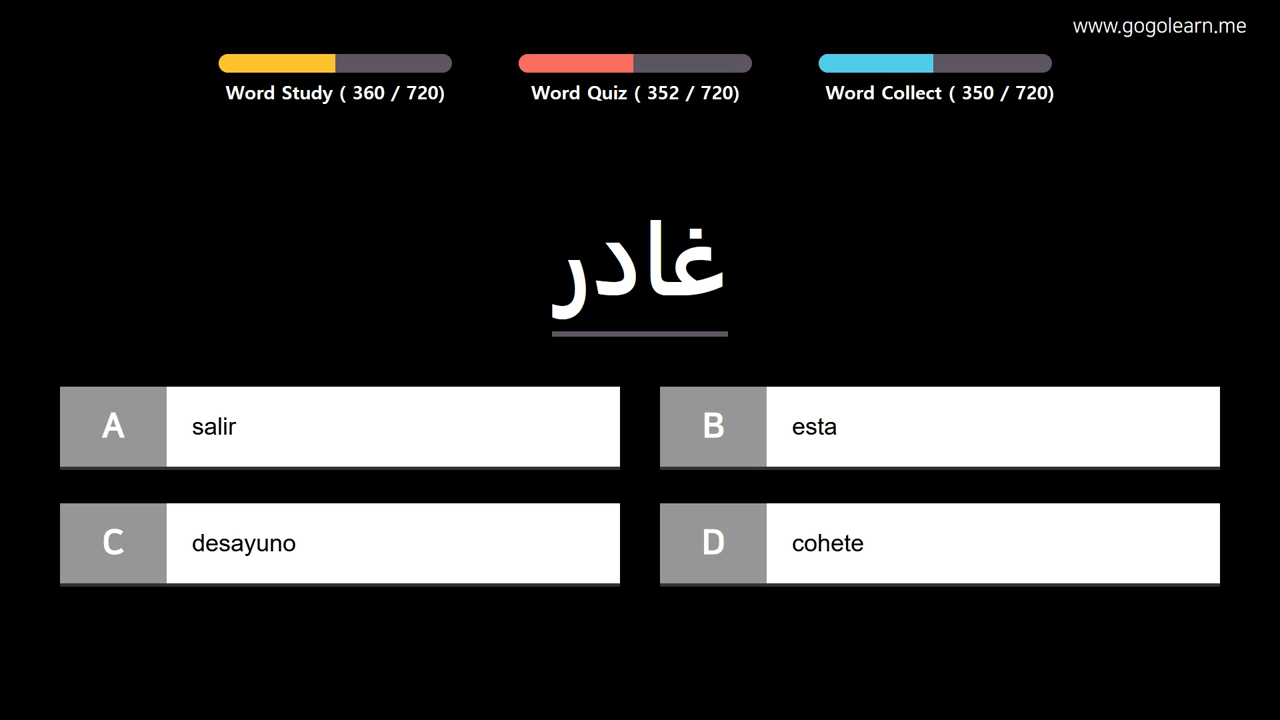 www.gogolearn.me
Word Study ( 360 / 720)
Word Quiz ( 352 / 720)
Word Collect ( 350 / 720)
غادر
A salir
B esta
C desayuno
D cohete